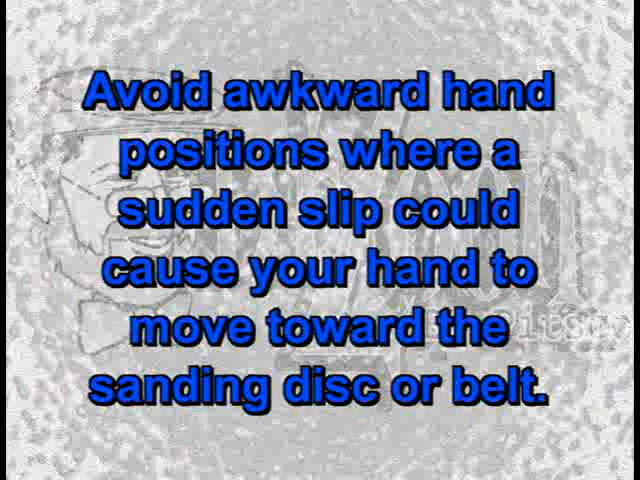 Avoid awkward hand
positions where a
sudden slip could
cause your hand to
move toward the
sanding disc or belt.